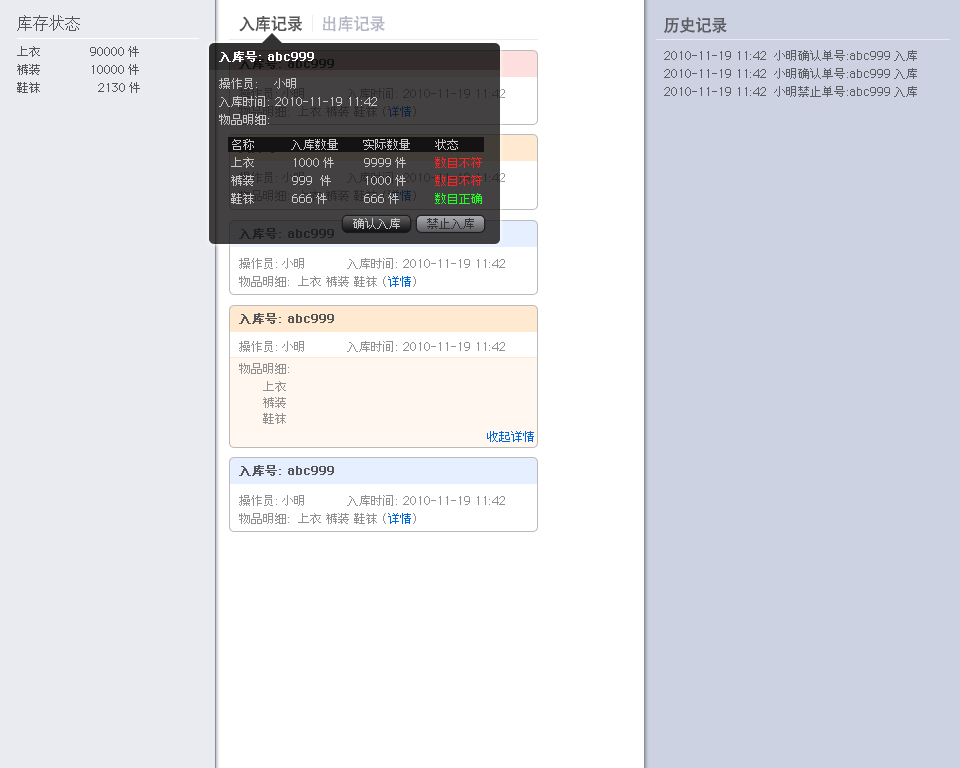 库存状态
上衣 90000 件
裤装 10000 件
鞋袜 2130 件
入库记录 出库记录
入库号: abc999
操作员: 小明
入库时间: 2010-11-19 11:42
物品明细:
名称 入库数量 实际数量 状态
上衣 1000 件 9999 件 数目不符
裤装 999 件 1000 件 数目不符
鞋袜 666 件 666 件 数目正确
确认入库 禁止入库
入库号: abc999
操作员: 小明 入库时间: 2010-11-19 11:42
物品明细: 上衣 裤装 鞋袜 (详情)
入库号: abc999
操作员: 小明 入库时间: 2010-11-19 11:42
物品明细:
上衣
裤装
鞋袜
收起详情
入库号: abc999
操作员: 小明 入库时间: 2010-11-19 11:42
物品明细: 上衣 裤装 鞋袜 (详情)
历史记录
2010-11-19 11:42 小明确认单号:abc999 入库
2010-11-19 11:42 小明确认单号:abc999 入库
2010-11-19 11:42 小明禁止单号:abc999 入库